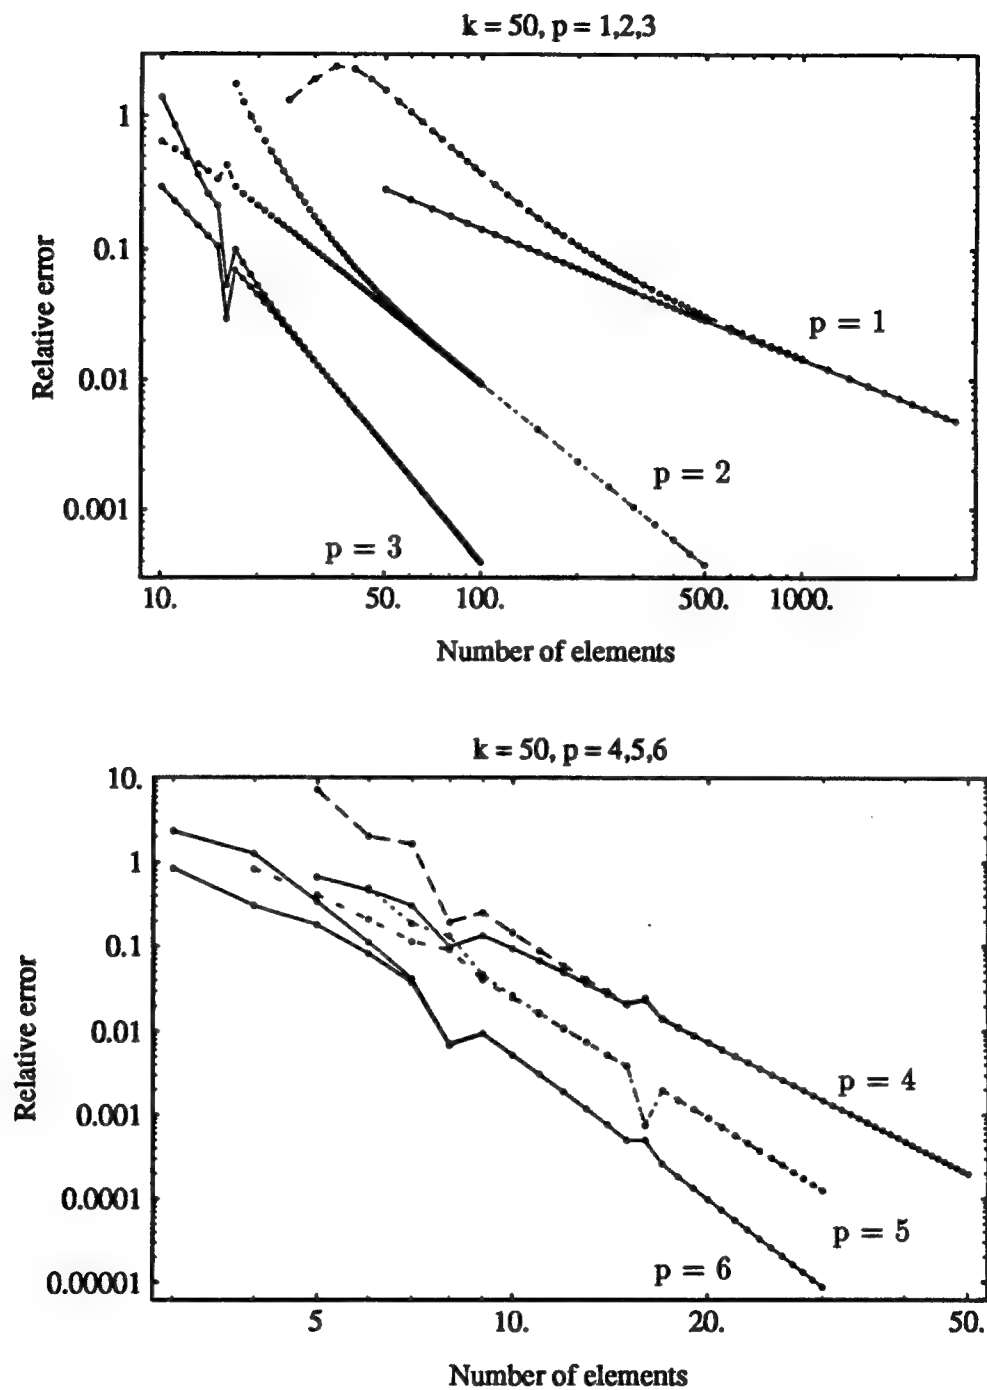 k = 50, p = 1,2,3
1
0.1
0.01
0.001
Relative error
p = 1
p = 2
p = 3
10.
50.
100.
500.
1000.
Number of elements
k = 50, p = 4,5,6
10.
1
0.1
0.01
0.001
0.0001
0.00001
Relative error
p = 4
p = 5
p = 6
5
10.
20.
50.
Number of elements